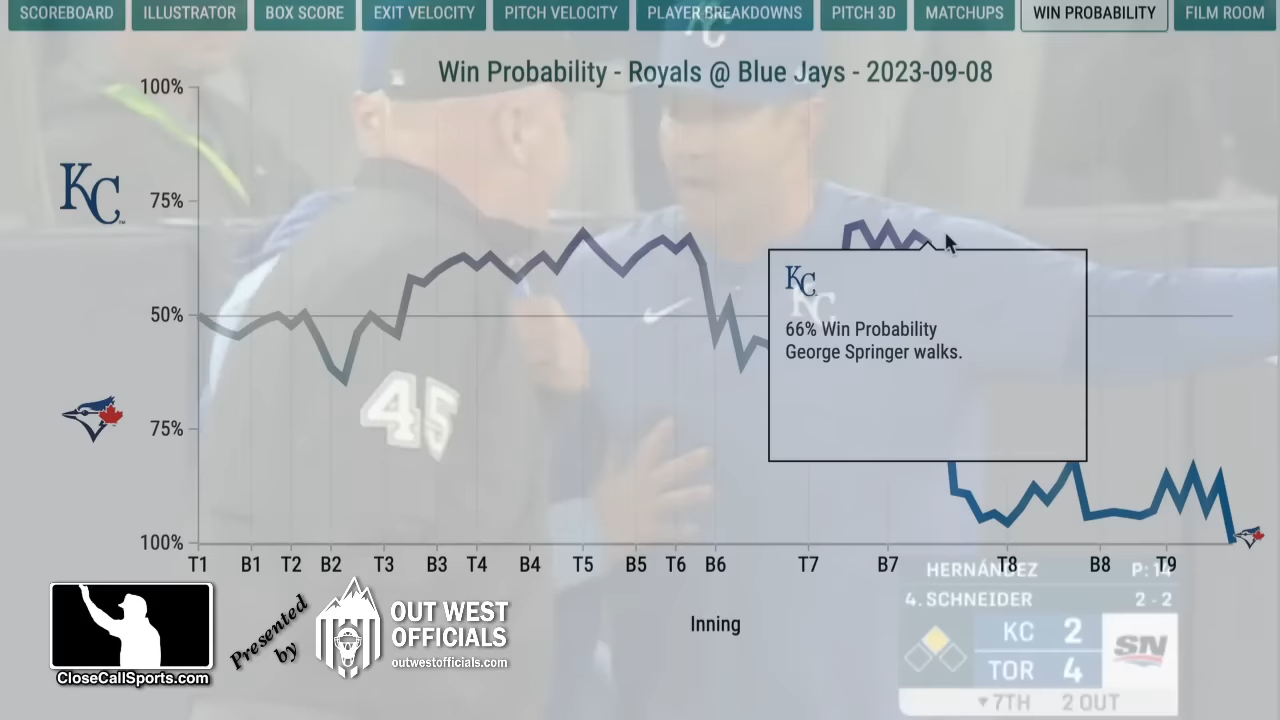 SCOREBOARD ILLUSTRATOR BOX SCORE EXIT VELOCITY PITCH VELOCITY PLAYER BREAKDOWNS PITCH 3D MATCHUPS WIN PROBABILITY FILM ROOM
Win Probability - Royals @ Blue Jays - 2023-09-08
100%
KC
75%
50%
75%
100%
KC
66% Win Probability
George Springer walks.
KC
45
T1 B1 T2 B2 T3 B3 T4 B4 T5 B5 T6 B6 T7 B7 T8 B8 T9
Inning
HERNÁNDEZ
4. SCHNEIDER 2 - 2
KC 2
TOR 4
SN
7TH 2 OUT
CloseCallSports.com
Presented
by
OUT WEST
OFFICIALS
outwestofficials.com